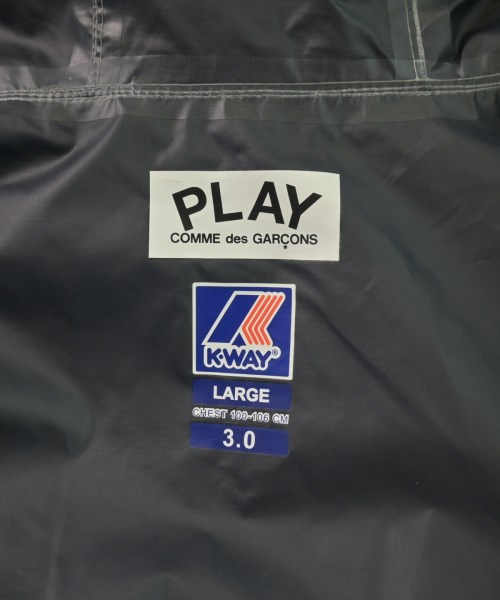 PLAY
COMME des GARÇONS
K-WAY®
LARGE
CHEST 100-106 CM
3.0